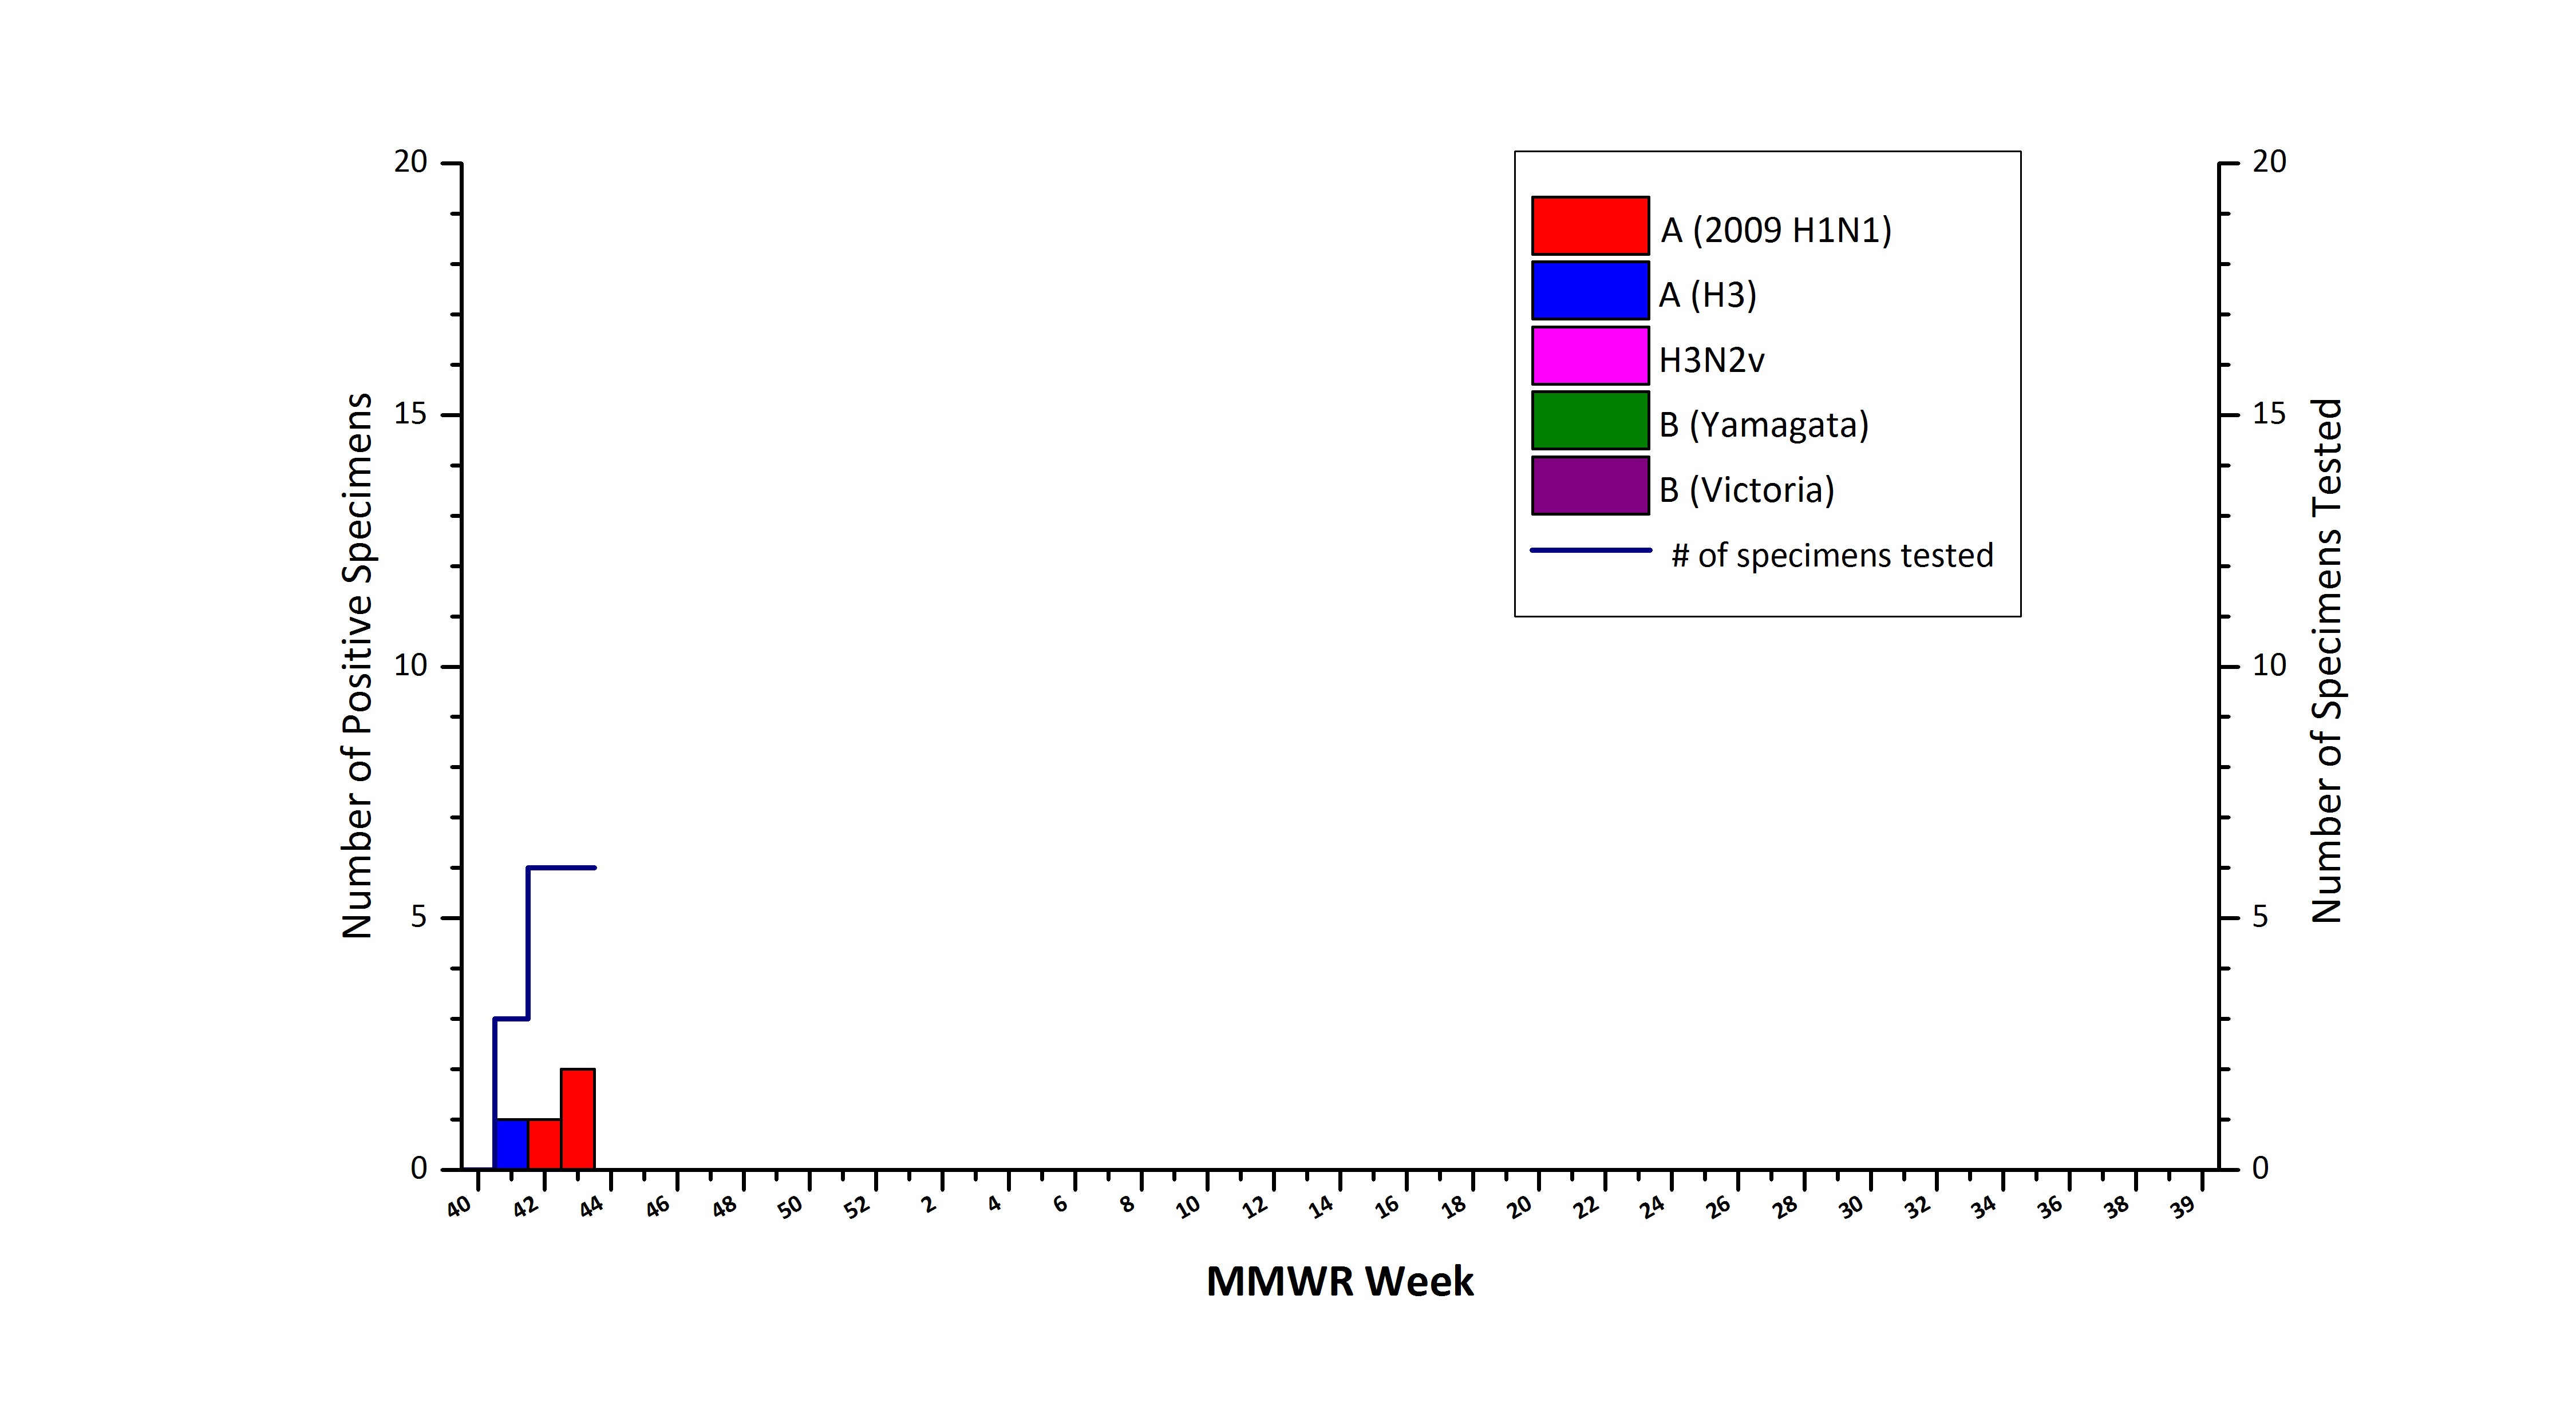 Number of Positive Specimens
20
15
10
5
0
A (2009 H1N1)
A (H3)
H3N2v
B (Yamagata)
B (Victoria)
# of specimens tested
20
15
10
5
0
Number of Specimens Tested
40 42 44 46 48 50 52 2 4 6 8 10 12 14 16 18 20 22 24 26 28 30 32 34 36 38 39
MMWR Week